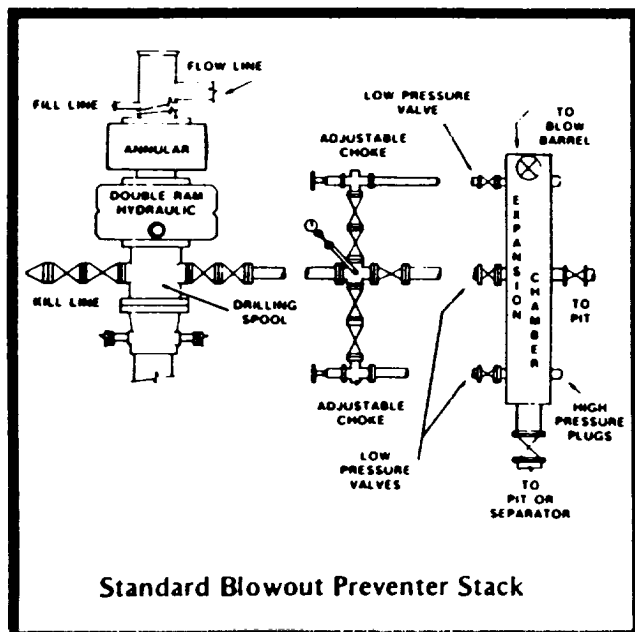 FLOW LINE
FILL LINE
ANNULAR
DOUBLE RAM
HYDRAULIC
KILL LINE
DRILLING
SPOOL
ADJUSTABLE
CHOKE
ADJUSTABLE
CHOKE
LOW PRESSURE
VALVE
LOW
PRESSURE
VALVES
TO
BLOW
BARREL
EXPANSION
CHAMBER
TO
PIT
HIGH
PRESSURE
PLUGS
TO
PIT OR
SEPARATOR
Standard Blowout Preventer Stack